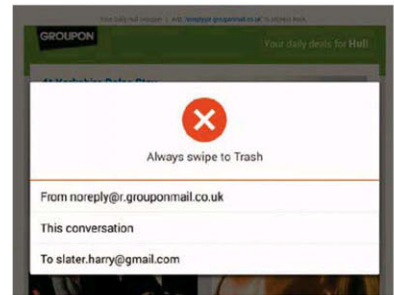 GROUPON
Your daily deals for Hull
Always swipe to Trash
From noreply@r.grouponmail.co.uk
This conversation
To slater.harry@gmail.com